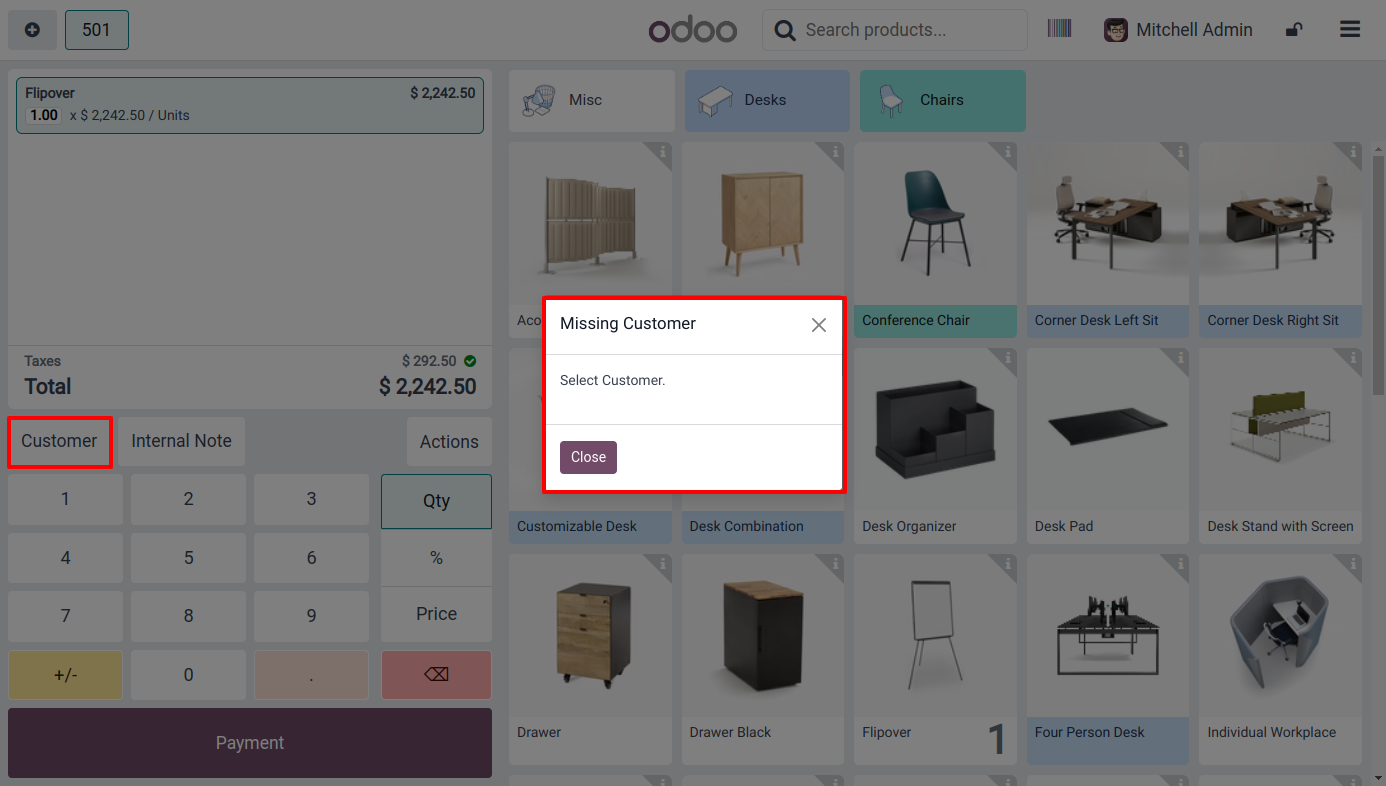 501
odoo
Search products...
Mitchell Admin
Flipover
$ 2,242.50
1.00 x $ 2,242.50 / Units
Taxes
$ 292.50
Total
$ 2,242.50
Customer
Internal Note
Actions
1
2
3
Qty
4
5
6
%
7
8
9
Price
+/-
0
.
Payment
Misc
Desks
Chairs
Aco
Conference Chair
Corner Desk Left Sit
Corner Desk Right Sit
Missing Customer
Select Customer.
Close
Customizable Desk
Desk Combination
Desk Organizer
Desk Pad
Desk Stand with Screen
Drawer
Drawer Black
Flipover
1
Four Person Desk
Individual Workplace